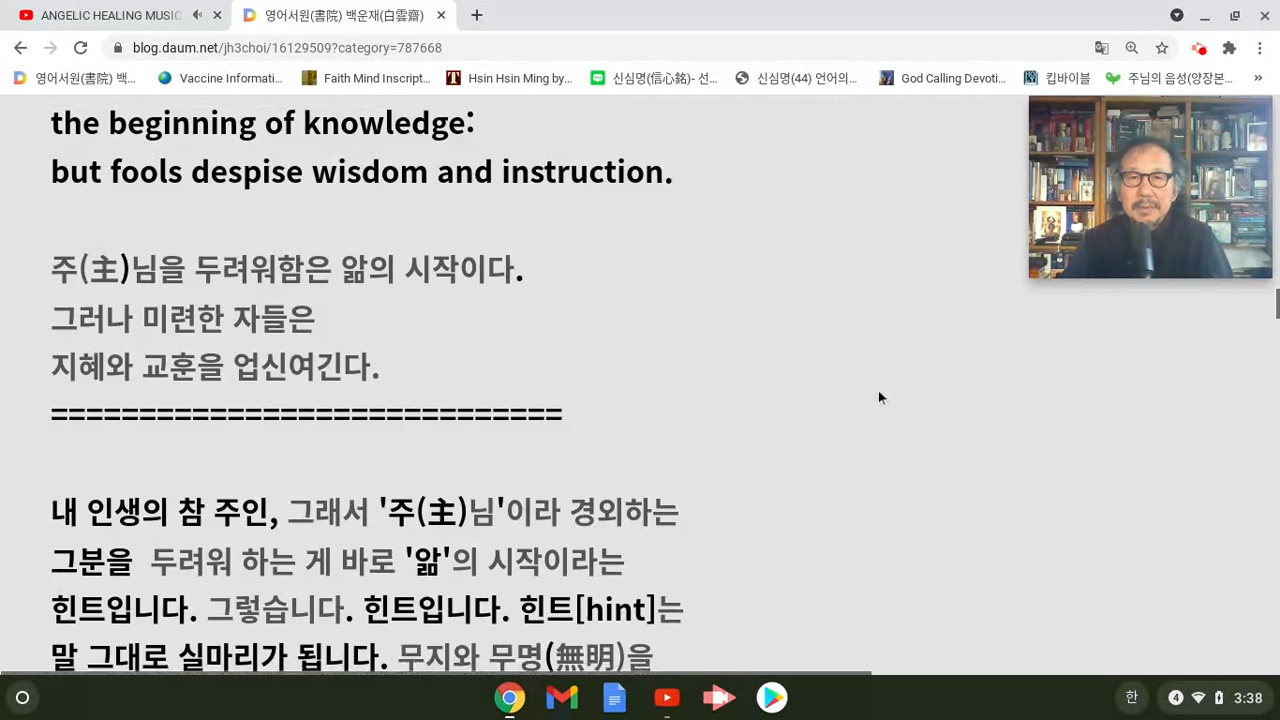 ANGELIC HEALING MUSIC
영어서원(書院) 백운재(白雲齋)
blog.daum.net/jh3choi/16129509?category=787668
영어서원(書院) 백...
Vaccine Informati...
Faith Mind Inscript...
Hsin Hsin Ming by...
신심명(信心銘)- 선...
신심명(44) 언어의...
God Calling Devoti...
킵바이블
주님의 음성(양장본...
the beginning of knowledge:
but fools despise wisdom and instruction.
주(主)님을 두려워함은 앎의 시작이다.
그러나 미련한 자들은
지혜와 교훈을 업신여긴다.
=============================
내 인생의 참 주인, 그래서 '주(主)님'이라 경외하는
그분을 두려워 하는 게 바로 '앎'의 시작이라는
힌트입니다. 그렇습니다. 힌트입니다. 힌트[hint]는
말 그대로 실마리가 됩니다. 무지와 무명(無明)을
한
4
3:38